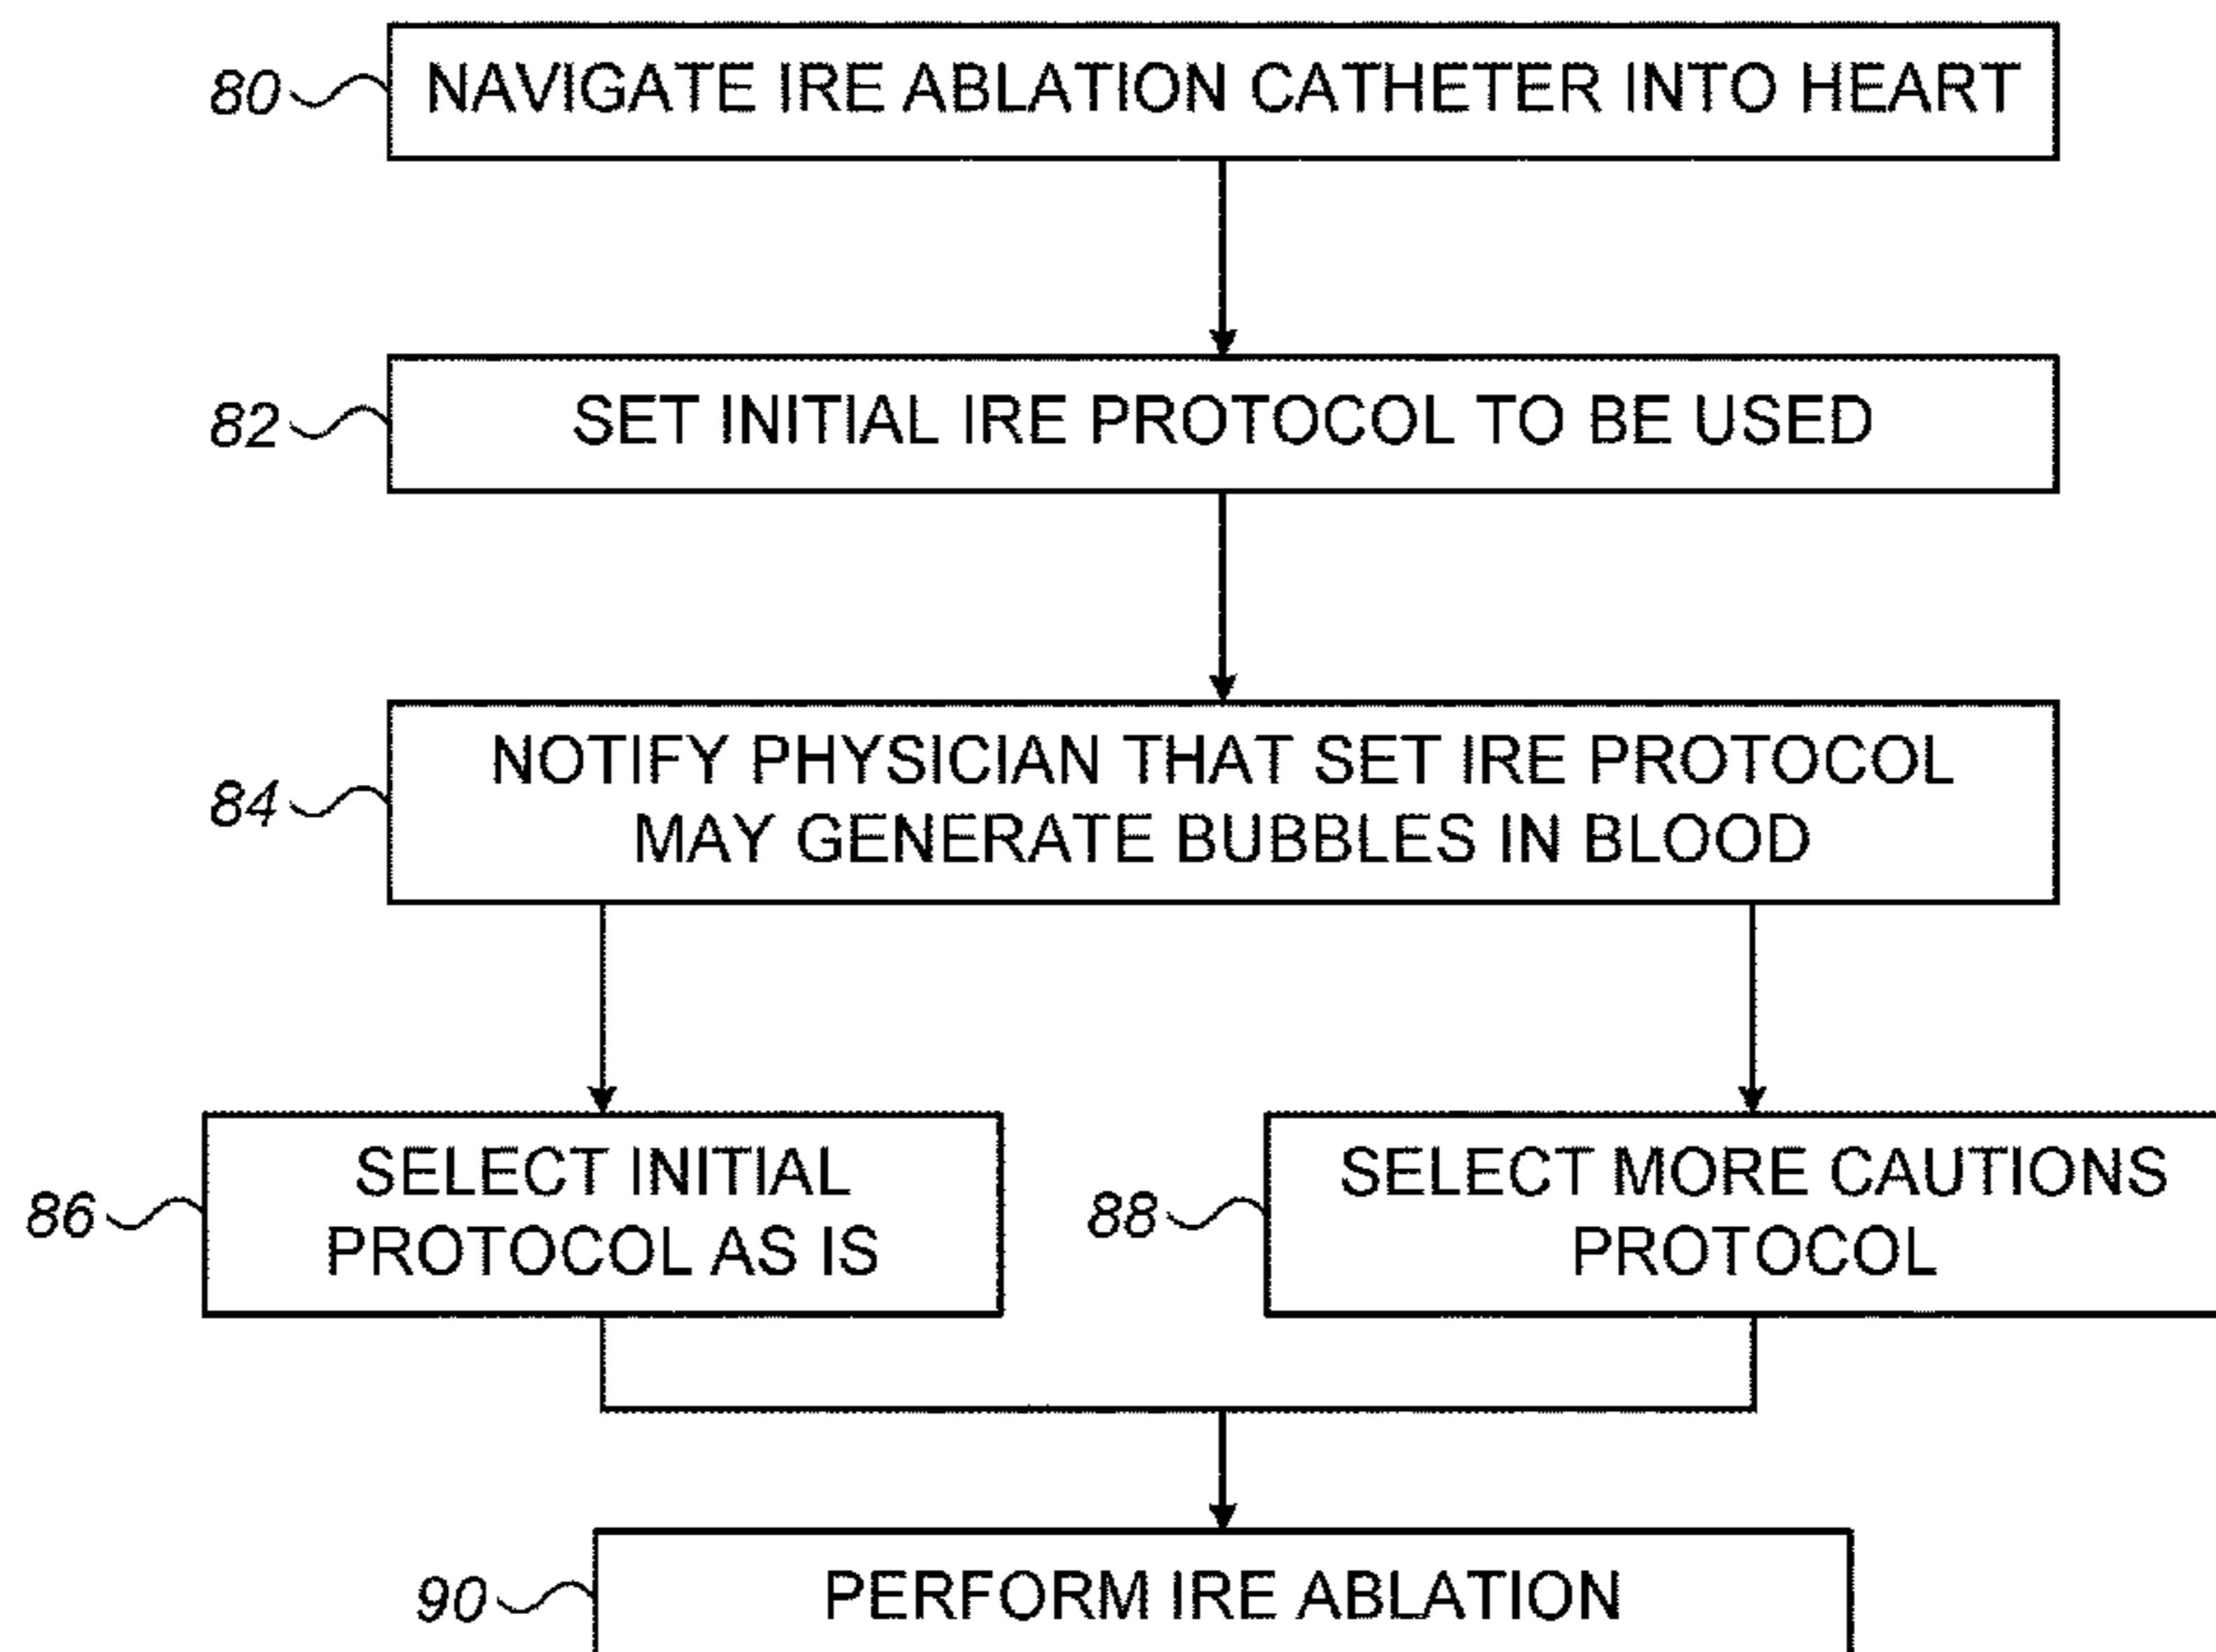 80 NAVIGATE IRE ABLATION CATHETER INTO HEART
82 SET INITIAL IRE PROTOCOL TO BE USED
NOTIFY PHYSICIAN THAT SET IRE PROTOCOL
84
MAY GENERATE BUBBLES IN BLOOD
SELECT INITIAL
86
PROTOCOL AS IS
SELECT MORE CAUTIONS
88
PROTOCOL
90 PERFORM IRE ABLATION